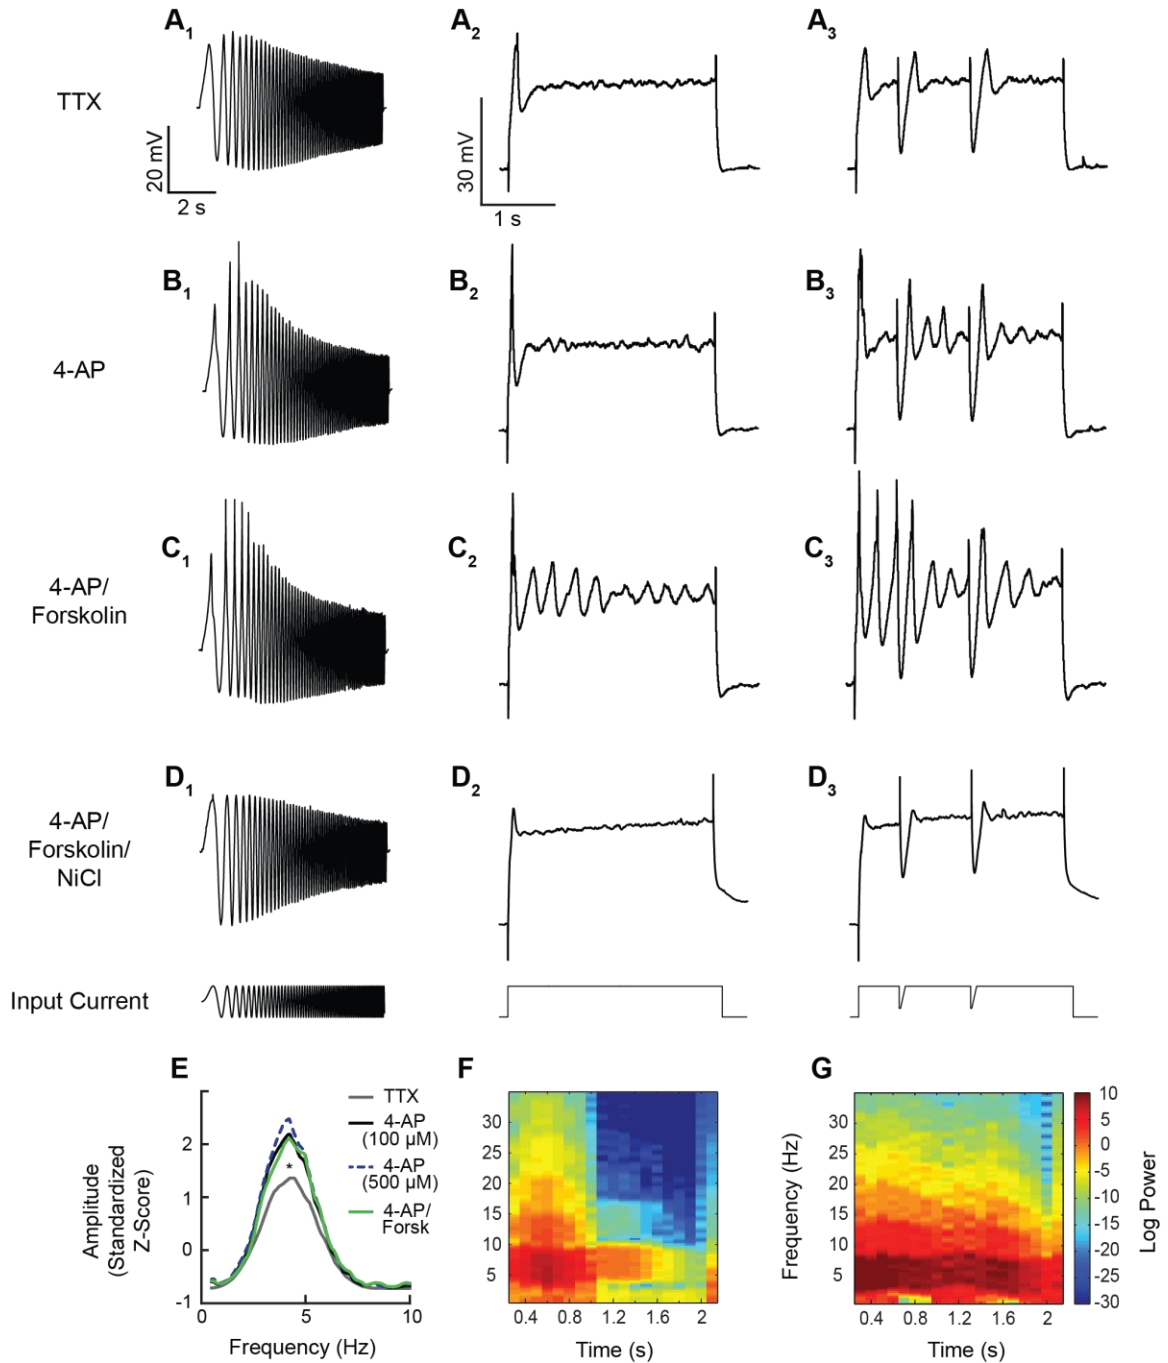 A1
A2
A3
TTX
20 mV
2 s
30 mV
1 s
B1
B2
B3
4-AP
C1
C2
C3
4-AP/
Forskolin
D1
D2
D3
4-AP/
Forskolin/
NiCl
Input Current
E
F
G
TTX
4-AP
(100 µM)
4-AP
(500 µM)
4-AP/
Forsk
*
2
1
0
-1
0
5
10
Amplitude
(Standardized
Z-Score)
Frequency (Hz)
30
25
20
15
10
5
0.4
0.8
1.2
1.6
2
Time (s)
Frequency (Hz)
30
25
20
15
10
5
0.4
0.8
1.2
1.6
2
Time (s)
10
5
0
-5
-10
-15
-20
-25
-30
Log Power